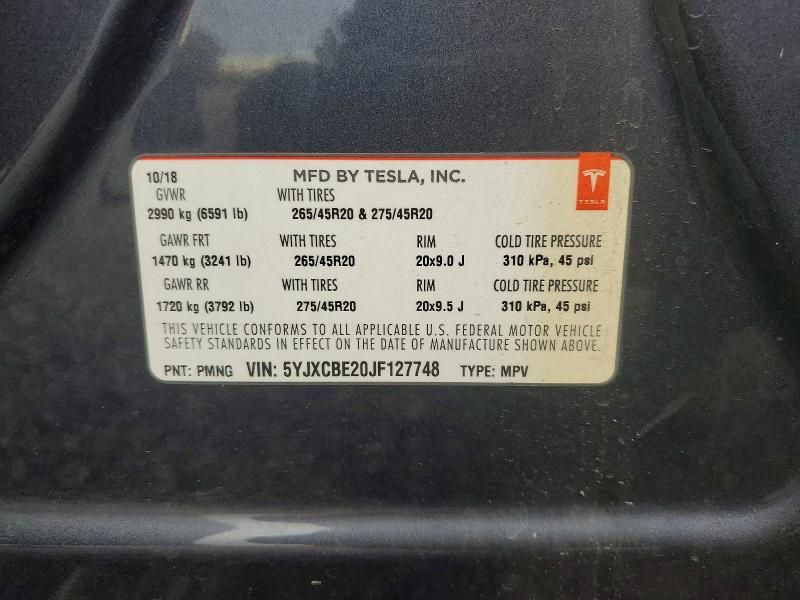 10/18 MFD BY TESLA, INC.
GVWR WITH TIRES
2990 kg (6591 lb) 265/45R20 & 275/45R20
TESLA
GAWR FRT WITH TIRES RIM COLD TIRE PRESSURE
1470 kg (3241 lb) 265/45R20 20x9.0 J 310 kPa, 45 psi
GAWR RR WITH TIRES RIM COLD TIRE PRESSURE
1720 kg (3792 lb) 275/45R20 20x9.5 J 310 kPa, 45 psi
THIS VEHICLE CONFORMS TO ALL APPLICABLE U.S. FEDERAL MOTOR VEHICLE
SAFETY STANDARDS IN EFFECT ON THE DATE OF MANUFACTURE SHOWN ABOVE.
PNT: PMNG VIN: 5YJXCBE20JF127748 TYPE: MPV